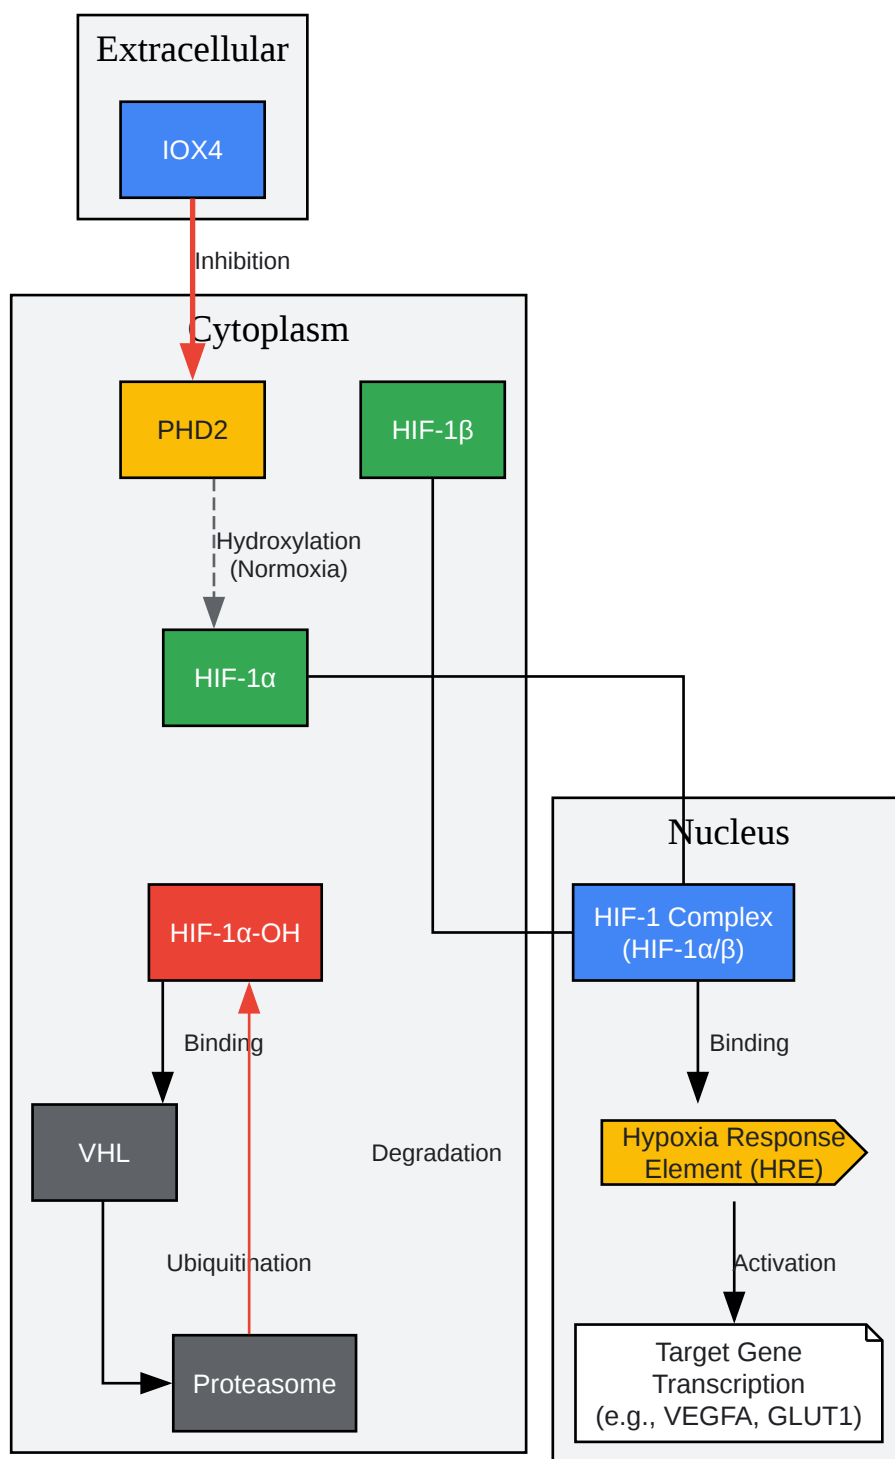 Extracellular
IOX4
Inhibition
Cytoplasm
PHD2
HIF-1β
Hydroxylation
(Normoxia)
HIF-1α
Nucleus
HIF-1α-OH
HIF-1 Complex
(HIF-1α/β)
Binding
Binding
VHL
Degradation
Hypoxia Response
Element (HRE)
Ubiquitination
Activation
Proteasome
Target Gene
Transcription
(e.g., VEGFA, GLUT1)